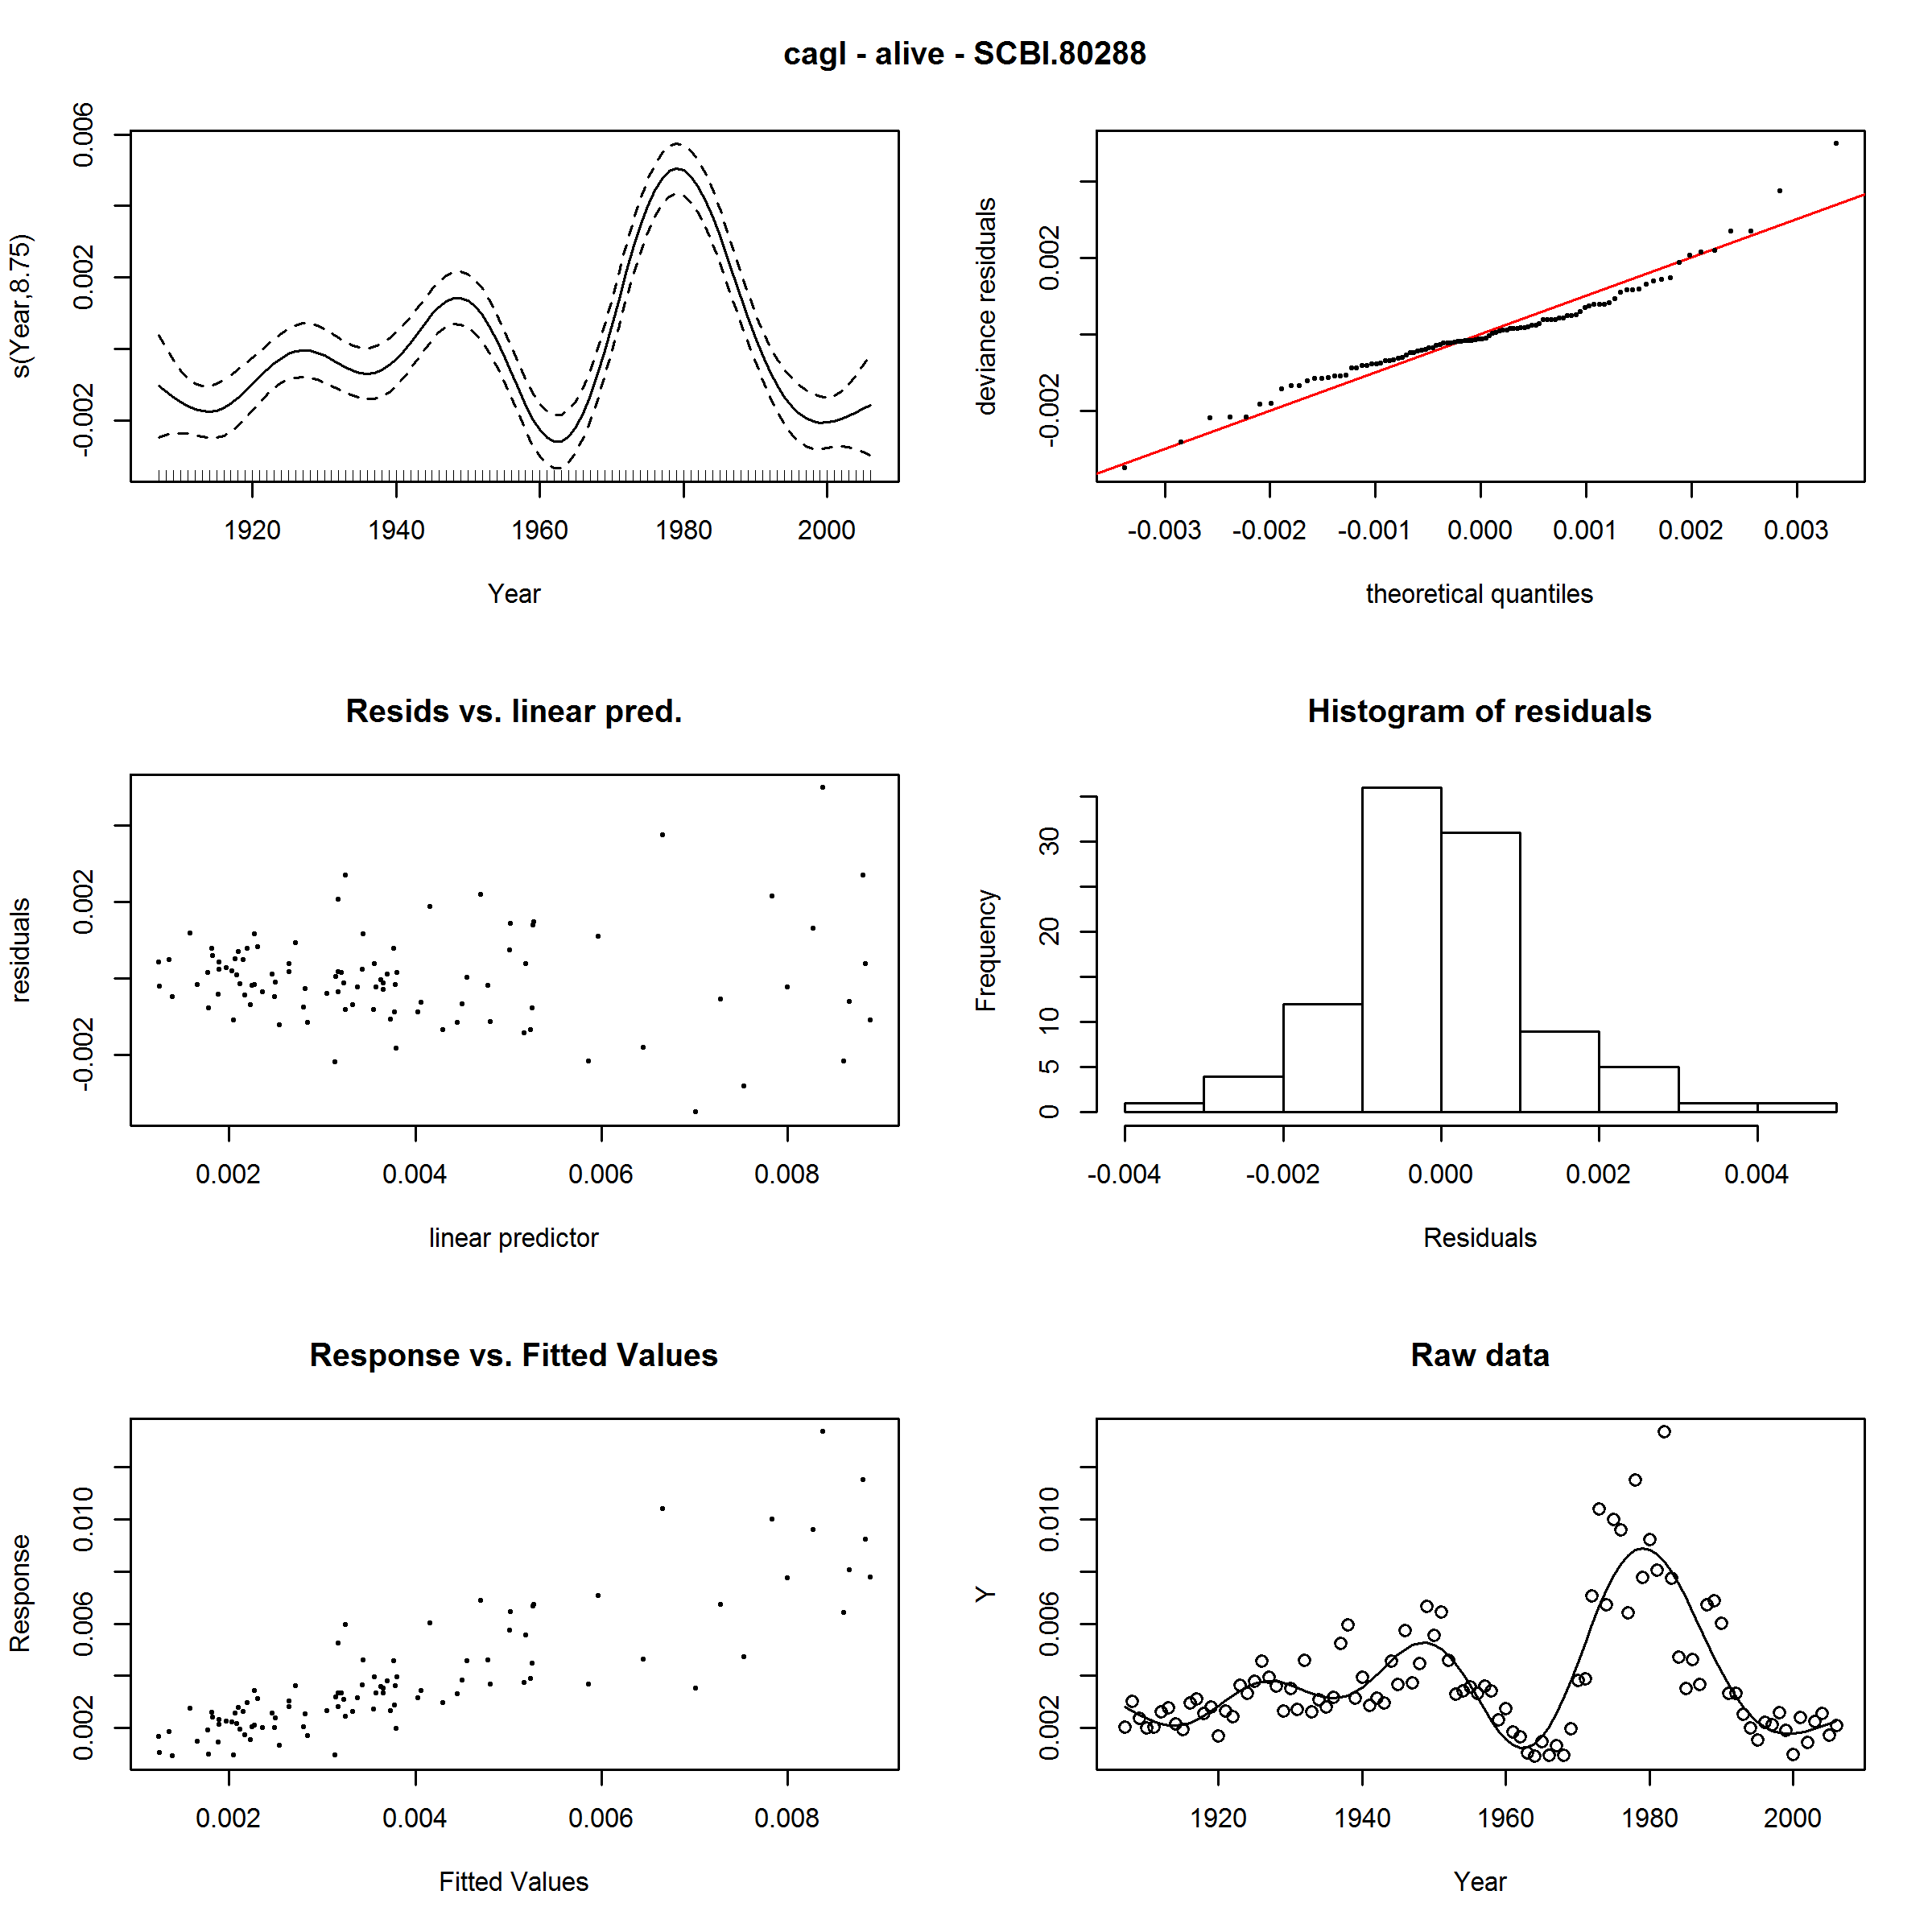 cagl - alive - SCBI.80288
s(Year,8.75)
-0.002 0.002 0.006
1920 1940 1960 1980 2000
Year
deviance residuals
-0.002 0.002
-0.003 -0.002 -0.001 0.000 0.001 0.002 0.003
theoretical quantiles
Resids vs. linear pred.
residuals
-0.002 0.002
0.002 0.004 0.006 0.008
linear predictor
Histogram of residuals
Frequency
0 5 10 20 30
-0.004 -0.002 0.000 0.002 0.004
Residuals
Response vs. Fitted Values
Response
0.002 0.006 0.010
0.002 0.004 0.006 0.008
Fitted Values
Raw data
Y
0.002 0.006 0.010
1920 1940 1960 1980 2000
Year